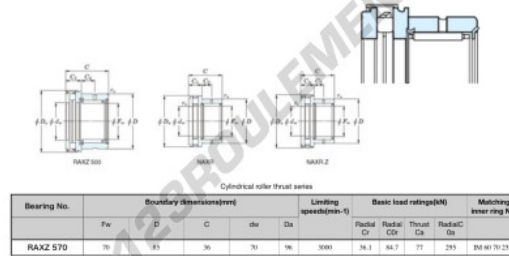 C
C
C
RAXZ 500
NAXR
NAXR.Z
Cylindrical roller thrust series
Bearing No.
Boundary dimensions(mm)
Limiting speeds(min-1)
Basic load ratings(kN)
Matching inner ring N
Fw D C dw Da
Radial Cr
Radial C0r
Thrust Ca
RadialC 0a
RAXZ 570 70 85 36 70 96 3000 36.1 84.7 77 295 IM 60 70 25
123ROULEMENT